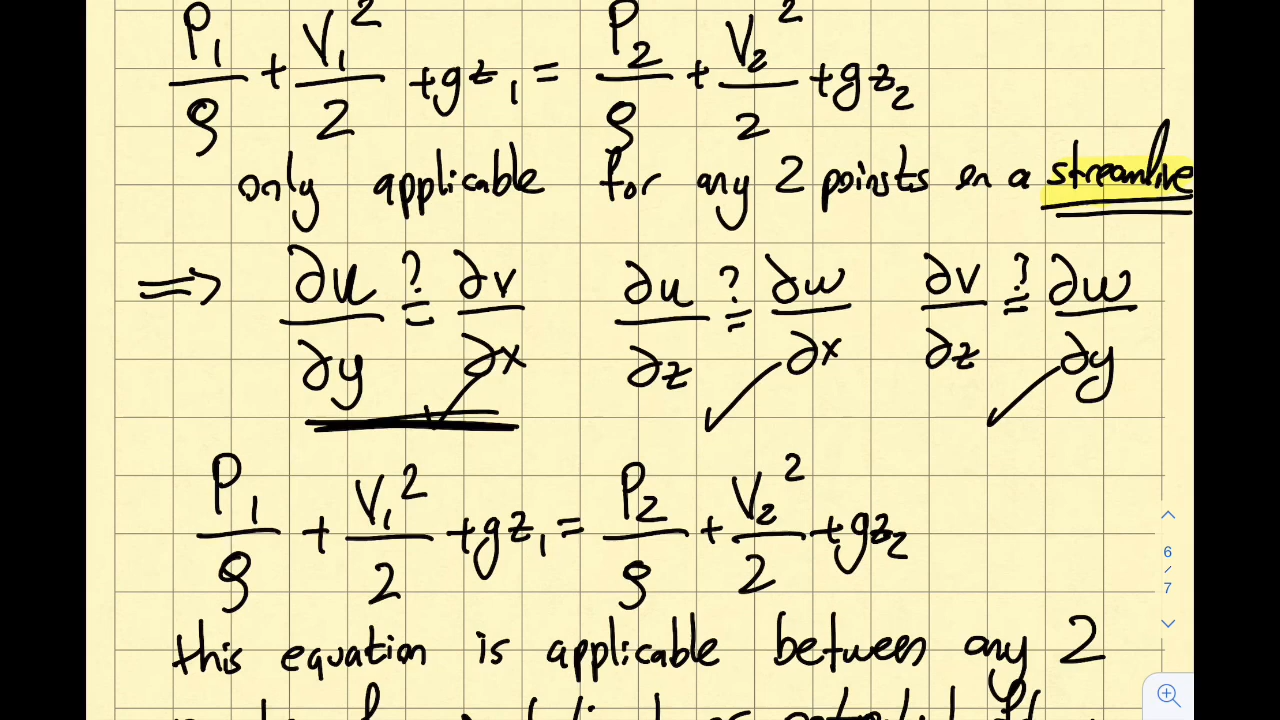 P₁/ρ + V₁²/2 + gz₁ = P₂/ρ + V₂²/2 + gz₂
only applicable for any 2 points on a streamline
⟹ ∂u/∂y ≟ ∂v/∂x ∂u/∂z ≟ ∂w/∂x ∂v/∂z ≟ ∂w/∂y
P₁/ρ + V₁²/2 + gz₁ = P₂/ρ + V₂²/2 + gz₂
this equation is applicable between any 2
6/7